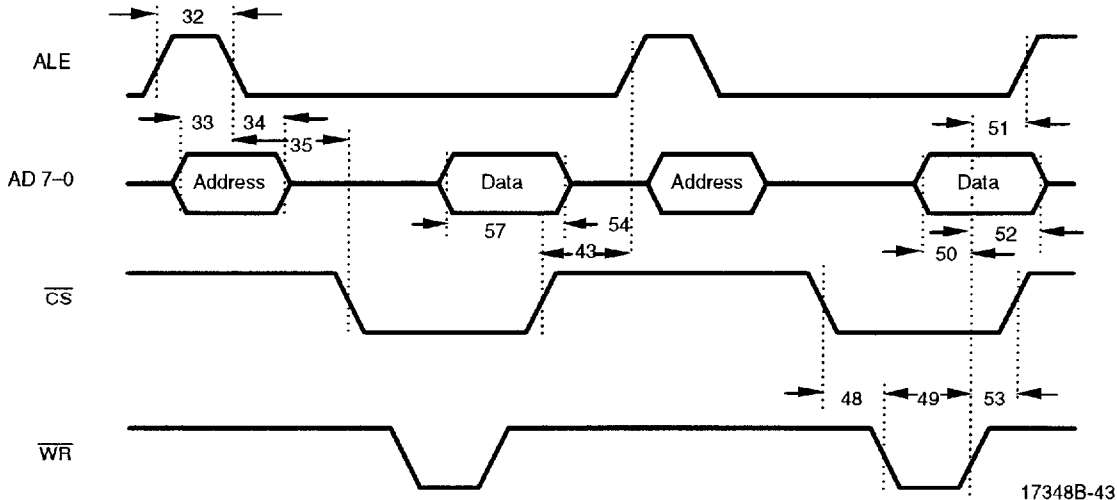 32
ALE
33
34
35
51
AD 7–0
Address
Data
Address
Data
57
54
52
43
50
CS
48
49
53
WR
17348B-43